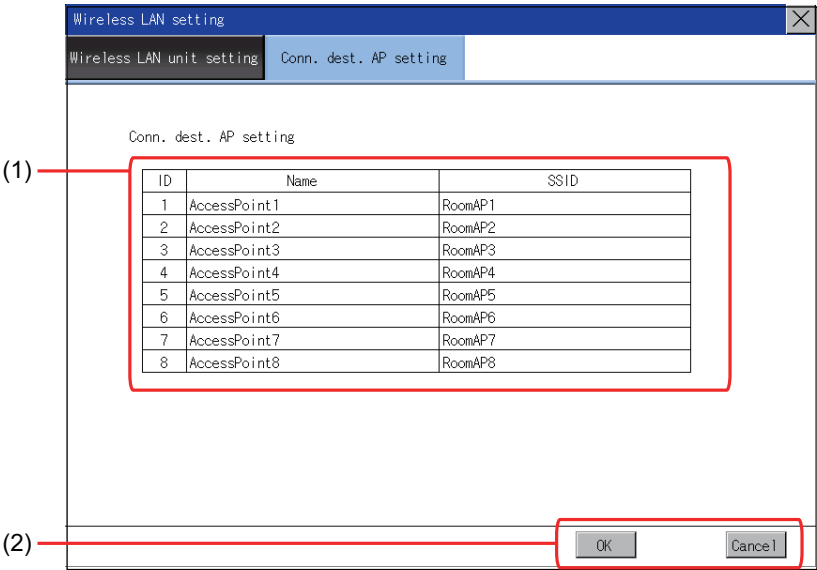 Wireless LAN setting
Wireless LAN unit setting Conn. dest. AP setting
Conn. dest. AP setting
(1)
ID Name SSID
1 AccessPoint1 RoomAP1
2 AccessPoint2 RoomAP2
3 AccessPoint3 RoomAP3
4 AccessPoint4 RoomAP4
5 AccessPoint5 RoomAP5
6 AccessPoint6 RoomAP6
7 AccessPoint7 RoomAP7
8 AccessPoint8 RoomAP8
(2)
OK Cancel